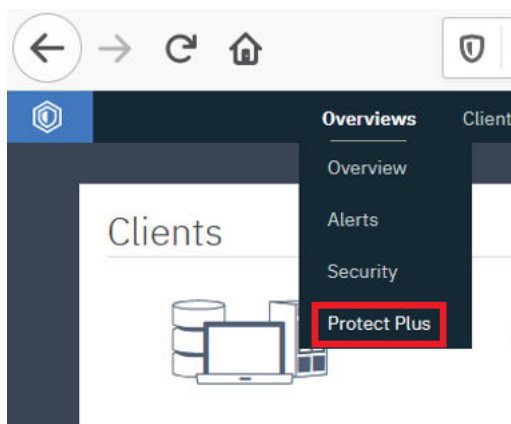 Overviews Client
Overview
Alerts
Clients
Security
Protect Plus